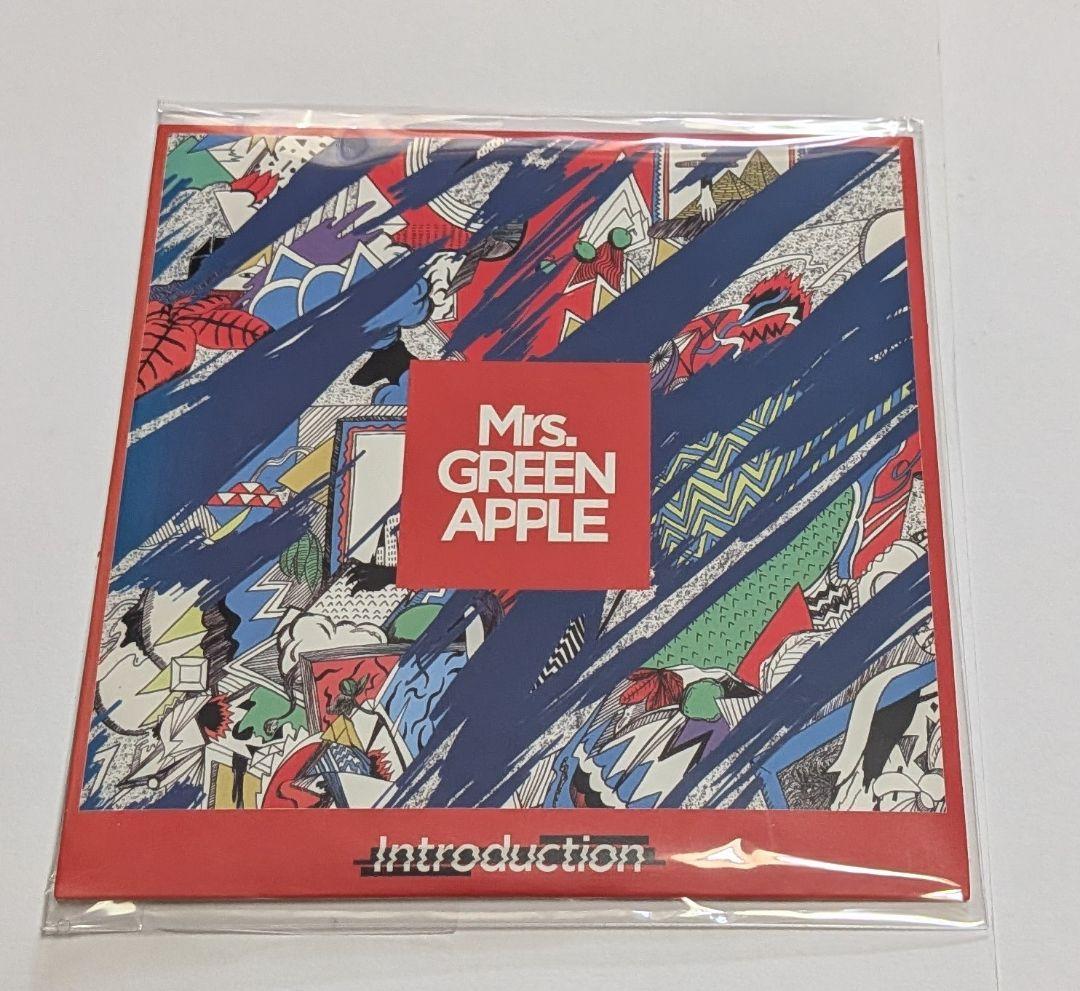 Mrs.
GREEN
APPLE
Introduction